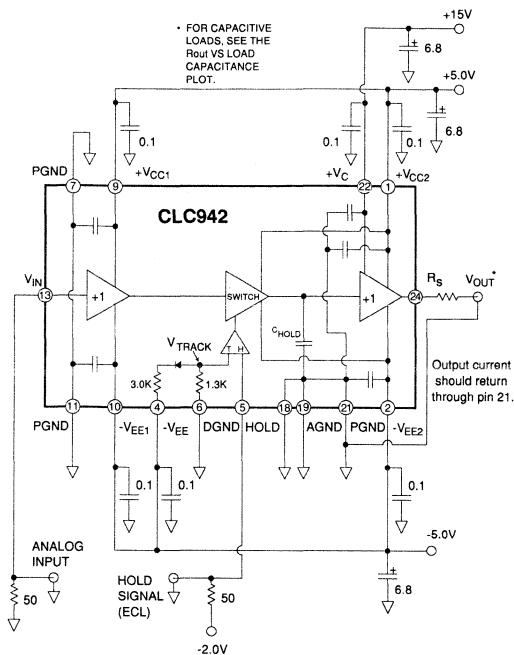 * FOR CAPACITIVE
LOADS, SEE THE
Rout VS LOAD
CAPACITANCE
PLOT.
+15V
6.8
+5.0V
6.8
0.1
0.1
0.1
PGND
+VCC1
+VC
+VCC2
7
9
22
1
CLC942
VIN
13
+1
SWITCH
+1
24
RS
VOUT*
CHOLD
T H
VTRACK
3.0K
1.3K
Output current
should return
through pin 21.
11
10
4
6
5
18
19
21
2
PGND
-VEE1
-VEE
DGND
HOLD
AGND
PGND
-VEE2
0.1
0.1
0.1
-5.0V
6.8
ANALOG
INPUT
50
HOLD
SIGNAL
(ECL)
50
-2.0V